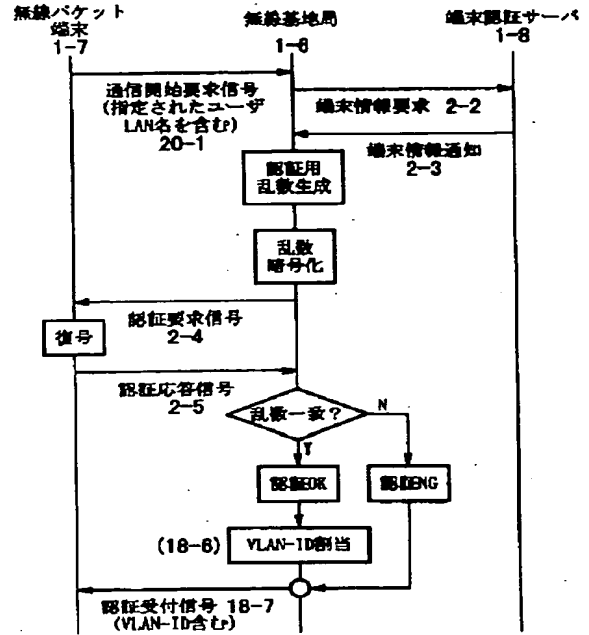 無線パケット
端末
1-7
無線基地局
1-6
端末認証サーバ
1-8
通信開始要求信号
(指定されたユーザ
LAN名を含む)
20-1
端末情報要求 2-2
端末情報通知
2-3
認証用
乱数生成
乱数
暗号化
認証要求信号
2-4
復号
認証応答信号
2-5
乱数一致?
N
Y
認証OK
認証NG
(18-6)
VLAN-ID割当
認証受付信号 18-7
(VLAN-ID含む)